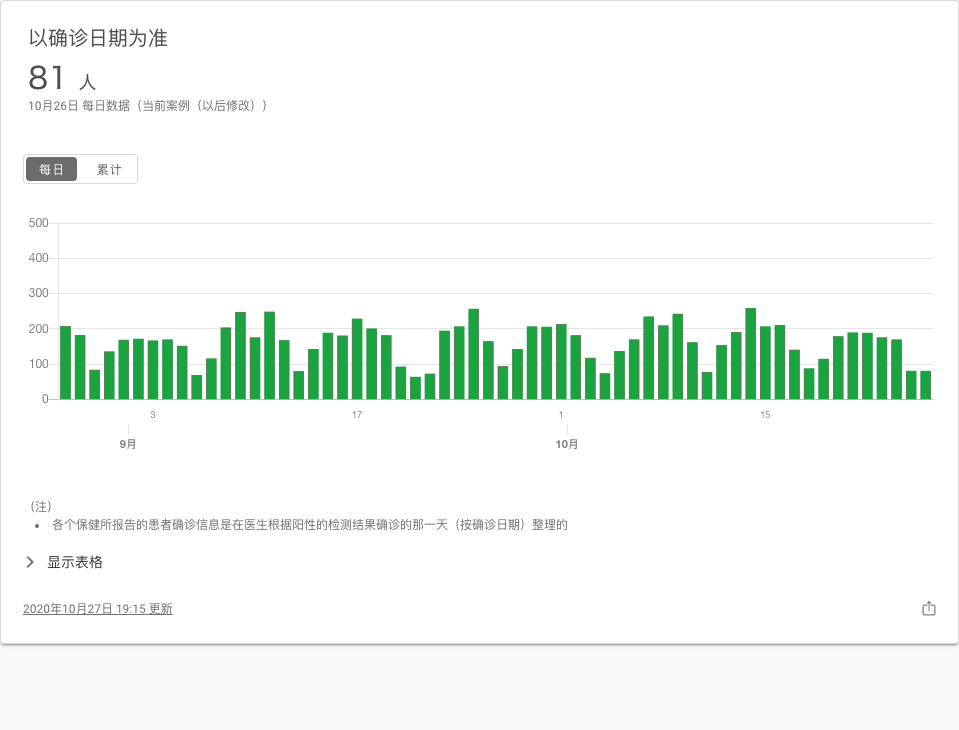 以确诊日期为准
81 人
10月26日 每日数据（当前案例（以后修改））
每日 累计
500
400
300
200
100
0
3 17 1 15
9月 10月
（注）
• 各个保健所报告的患者确诊信息是在医生根据阳性的检测结果确诊的那一天（按确诊日期）整理的
显示表格
2020年10月27日 19:15 更新